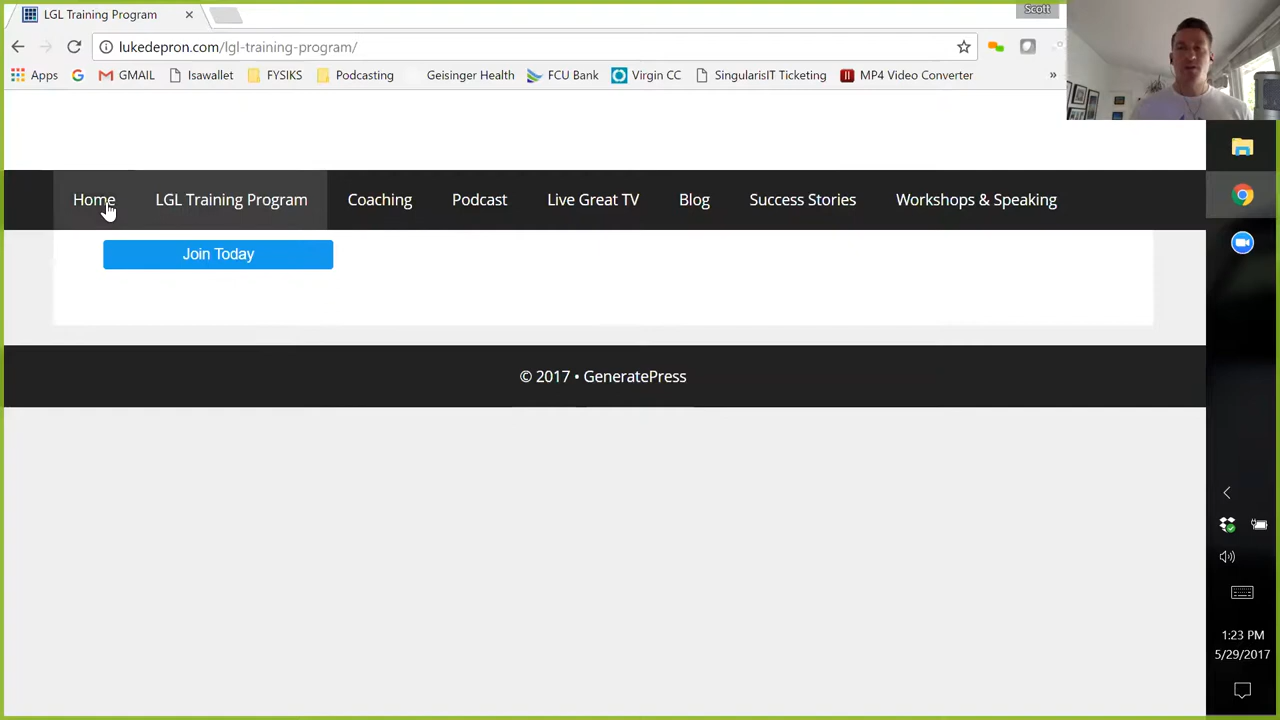 LGL Training Program
Scott
lukedepron.com/lgl-training-program/
Apps GMAIL Isawallet FYSIKS Podcasting Geisinger Health FCU Bank Virgin CC SingularisIT Ticketing MP4 Video Converter »
Home LGL Training Program Coaching Podcast Live Great TV Blog Success Stories Workshops & Speaking
Join Today
© 2017 • GeneratePress
1:23 PM
5/29/2017